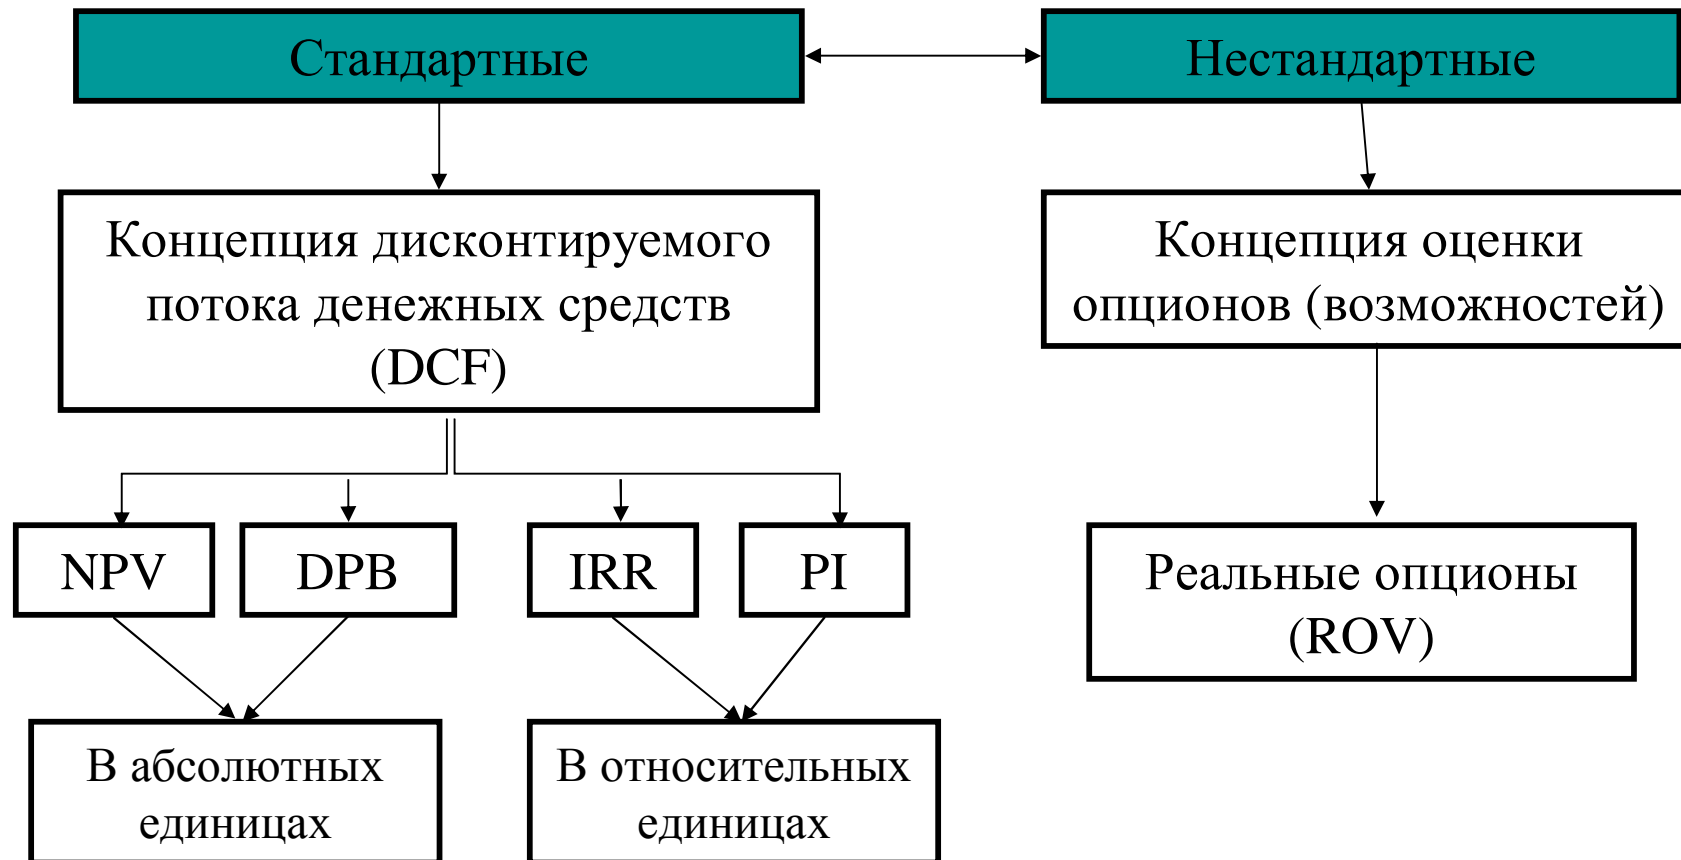 Стандартные
Нестандартные
Концепция дисконтируемого
потока денежных средств
(DCF)
Концепция оценки
опционов (возможностей)
NPV
DPB
IRR
PI
Реальные опционы
(ROV)
В абсолютных
единицах
В относительных
единицах